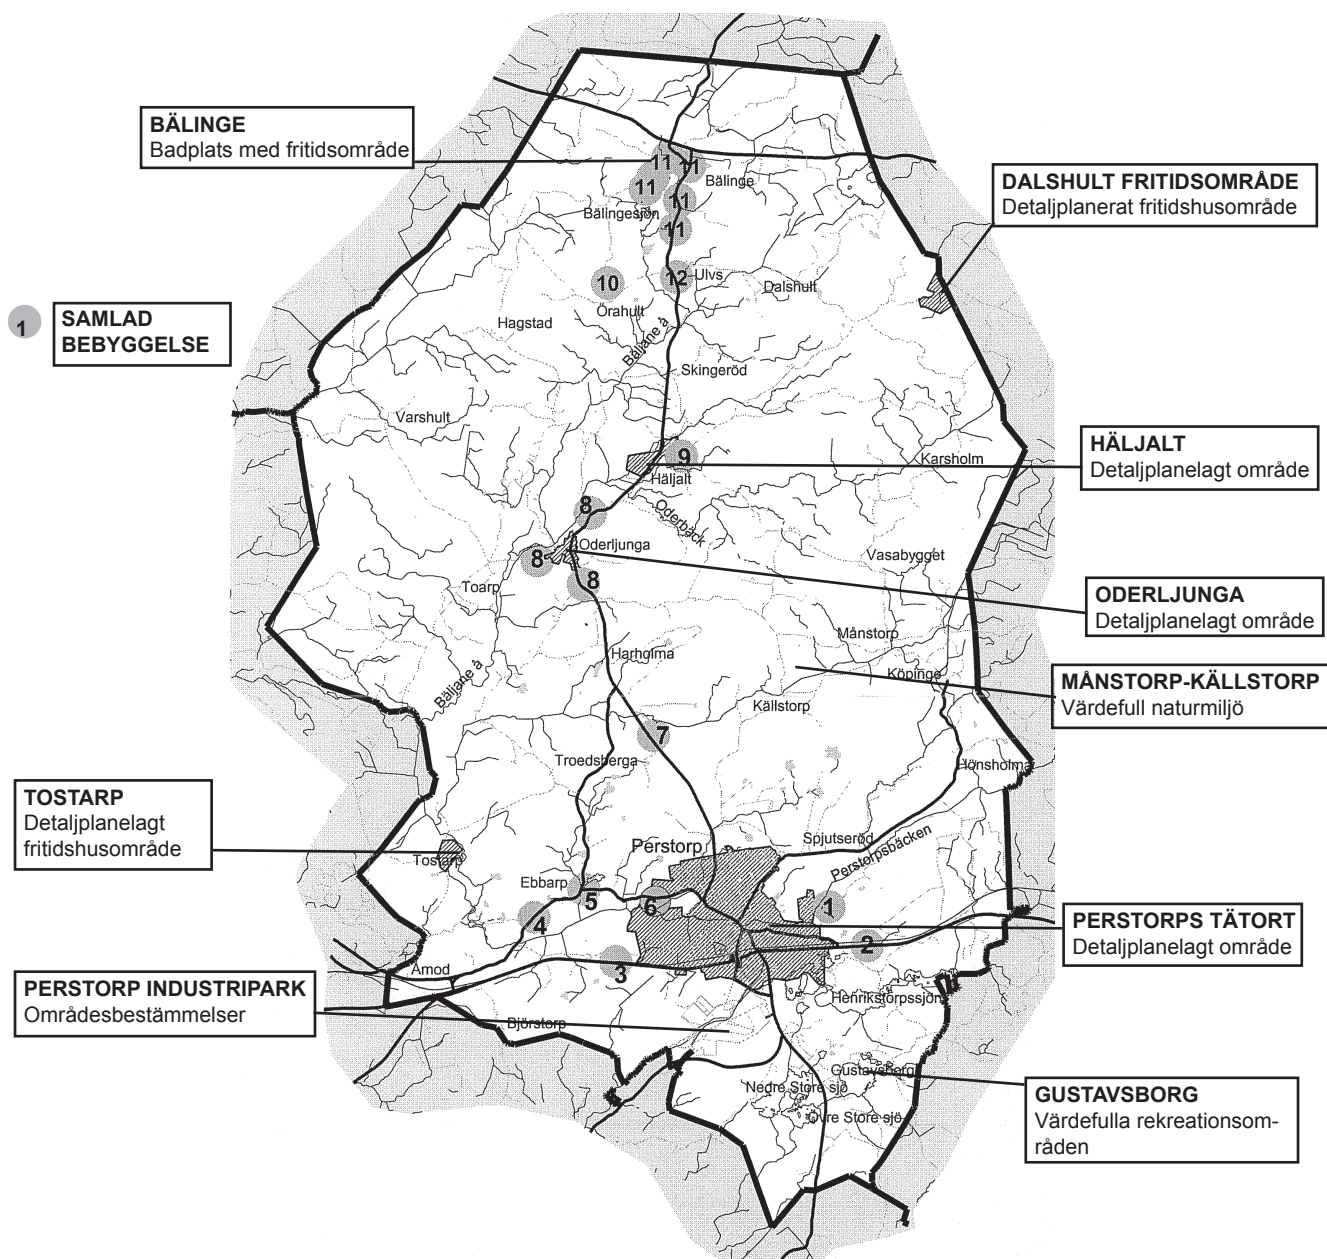 BÄLINGE
Badplats med fritidsområde
DALSHULT FRITIDSOMRÅDE
Detaljplanerat fritidshusområde
11
11
11
Bälinge
11
Bälingesjön
11
10
12
Ulvs
Dalshult
Örahult
1
SAMLAD
BEBYGGELSE
Hagstad
Bäljane å
Skingeröd
Varshult
HÄLJALT
Detaljplanelagt område
9
Karsholm
Häljalt
8
Oderbäck
Oderljunga
8
Vasabygget
8
Toarp
ODERLJUNGA
Detaljplanelagt område
Månstorp
Harholma
Bäljane å
Köpinge
MÅNSTORP-KÄLLSTORP
Värdefull naturmiljö
Källstorp
7
Troedsberga
Hönsholma
TOSTARP
Detaljplanelagt
fritidshusområde
Spjutseröd
Perstorp
Perstorpsbäcken
Tostarp
Ebbarp
5
6
1
4
PERSTORPS TÄTORT
Detaljplanelagt område
2
3
Åmod
PERSTORP INDUSTRIPARK
Områdesbestämmelser
Henrikstorpssjön
Björstorp
Gustavsborg
Nedre Store sjö
Övre Store sjö
GUSTAVSBORG
Värdefulla rekreationsom-
råden